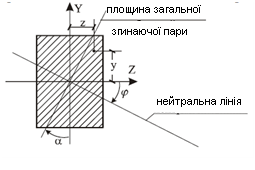 Y
площина загальної
згинаючої пари
z
y
Z
φ
нейтральна лінія
α